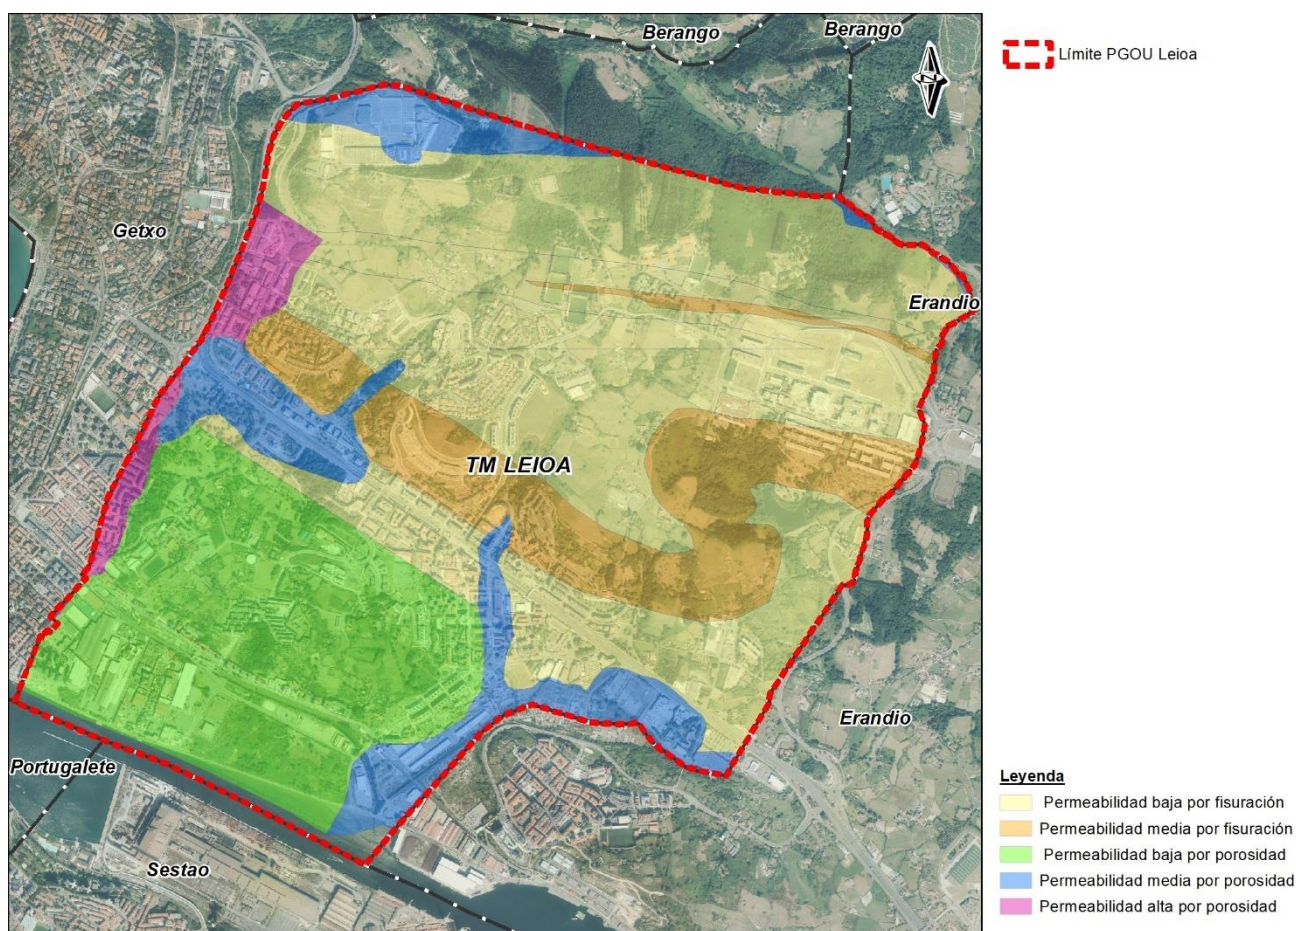 Berango
Berango
N
Límite PGOU Leioa
Getxo
Erandio
TM LEIOA
Erandio
Portugalete
Sestao
Leyenda
Permeabilidad baja por fisuración
Permeabilidad media por fisuración
Permeabilidad baja por porosidad
Permeabilidad media por porosidad
Permeabilidad alta por porosidad